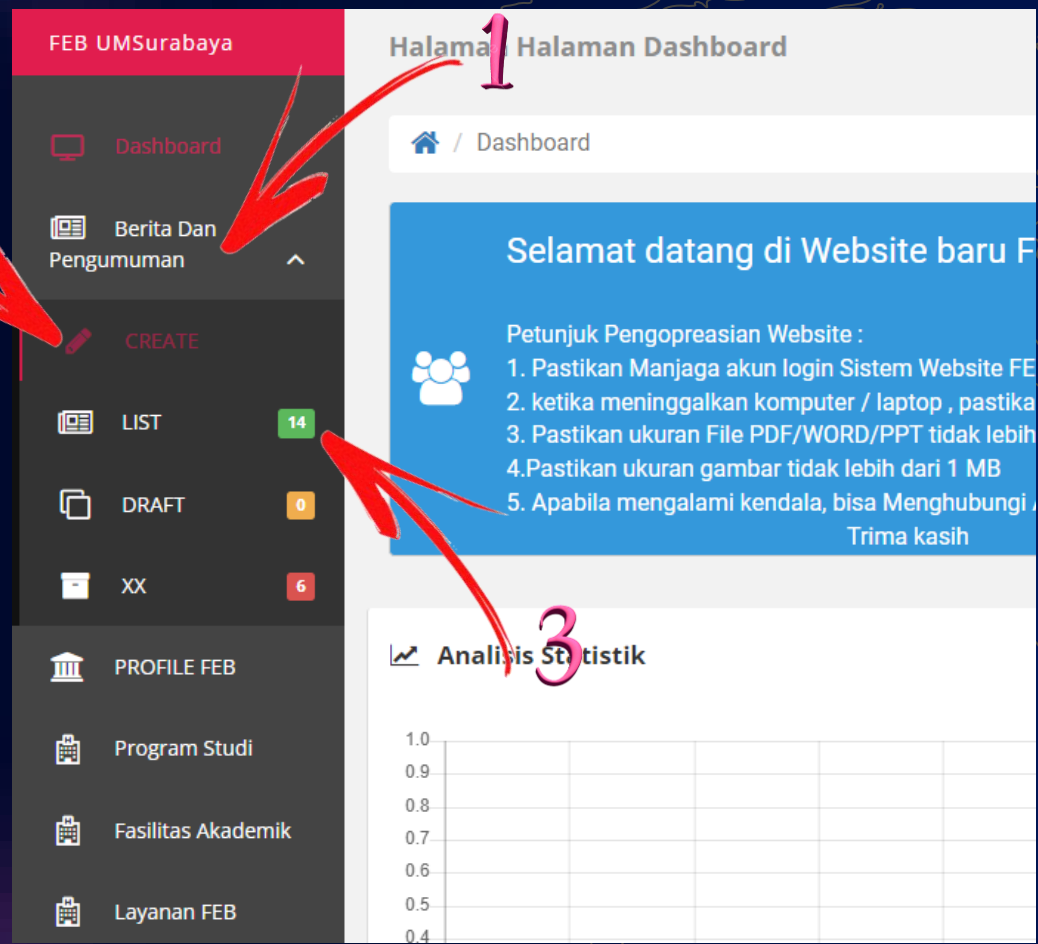 FEB UMSurabaya
Halaman Halaman Dashboard
1
/ Dashboard
Dashboard
Berita Dan
Pengumuman
CREATE
LIST 14
DRAFT 0
XX 6
PROFILE FEB
Program Studi
Fasilitas Akademik
Layanan FEB
Selamat datang di Website baru F
Petunjuk Pengopreasian Website :
1. Pastikan Manjaga akun login Sistem Website FE
2. ketika meninggalkan komputer / laptop , pastika
3. Pastikan ukuran File PDF/WORD/PPT tidak lebih
4.Pastikan ukuran gambar tidak lebih dari 1 MB
5. Apabila mengalami kendala, bisa Menghubungi
Trima kasih
3
Analisis Statistik
1.0
0.9
0.8
0.7
0.6
0.5
0.4